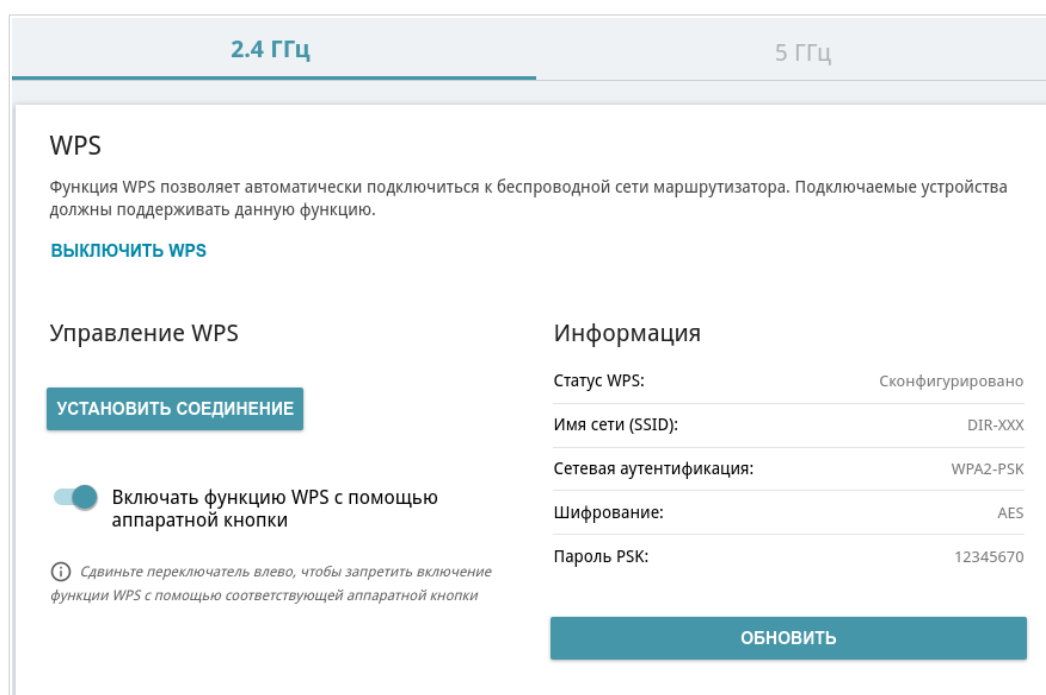 2.4 ГГц
5 ГГц
WPS
Функция WPS позволяет автоматически подключиться к беспроводной сети маршрутизатора. Подключаемые устройства
должны поддерживать данную функцию.
ВЫКЛЮЧИТЬ WPS
Управление WPS
УСТАНОВИТЬ СОЕДИНЕНИЕ
Включать функцию WPS с помощью
аппаратной кнопки
Сдвиньте переключатель влево, чтобы запретить включение
функции WPS с помощью соответствующей аппаратной кнопки
Информация
Статус WPS: Сконфигурировано
Имя сети (SSID): DIR-XXX
Сетевая аутентификация: WPA2-PSK
Шифрование: AES
Пароль PSK: 12345670
ОБНОВИТЬ